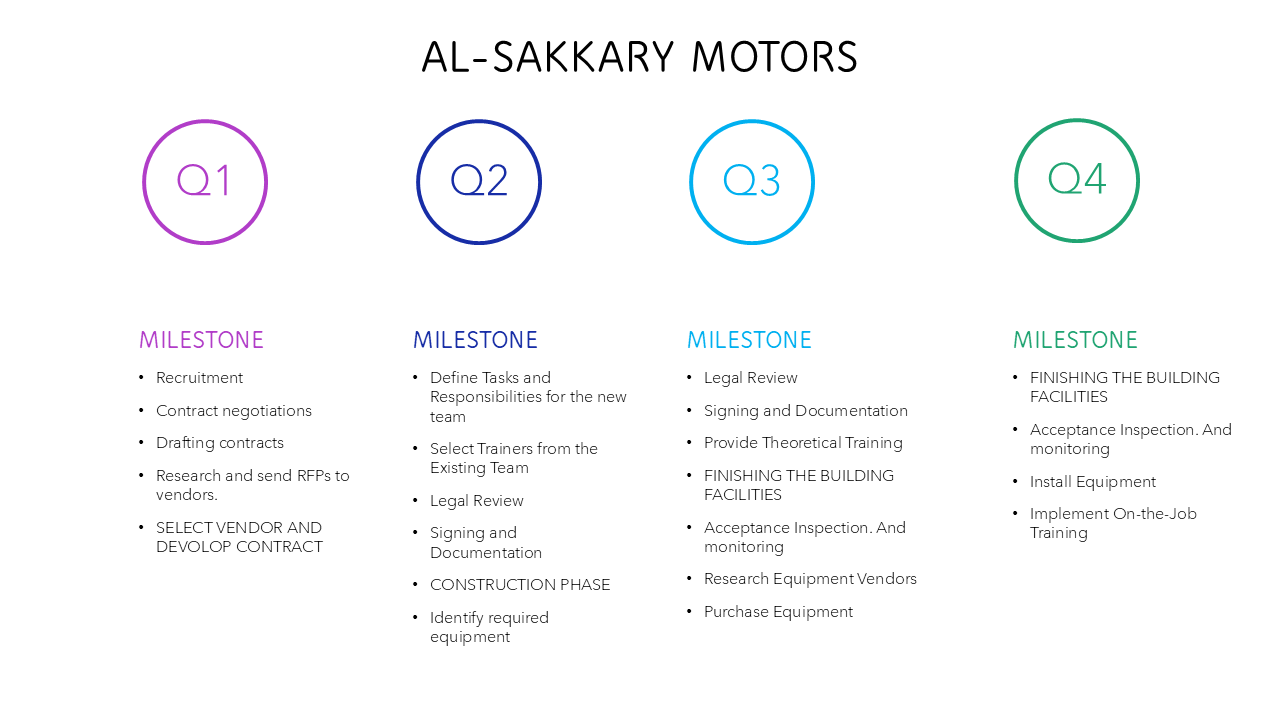 AL-SAKKARY MOTORS
Q1
Q2
Q3
Q4
MILESTONE
• Recruitment
• Contract negotiations
• Drafting contracts
• Research and send RFPs to
vendors.
• SELECT VENDOR AND
DEVOLOP CONTRACT
MILESTONE
• Define Tasks and
Responsibilities for the new
team
• Select Trainers from the
Existing Team
• Legal Review
• Signing and
Documentation
• CONSTRUCTION PHASE
• Identify required
equipment
MILESTONE
• Legal Review
• Signing and Documentation
• Provide Theoretical Training
• FINISHING THE BUILDING
FACILITIES
• Acceptance Inspection. And
monitoring
• Research Equipment Vendors
• Purchase Equipment
MILESTONE
• FINISHING THE BUILDING
FACILITIES
• Acceptance Inspection. And
monitoring
• Install Equipment
• Implement On-the-Job
Training